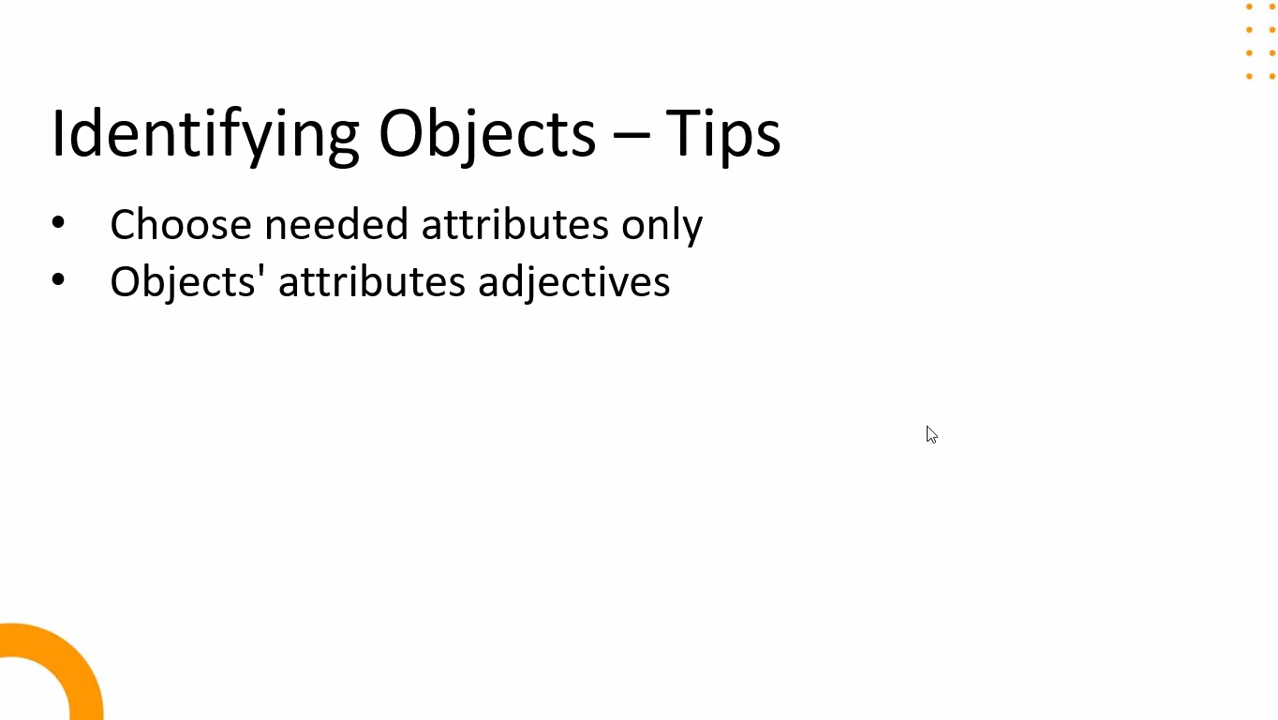 Identifying Objects – Tips
• Choose needed attributes only
• Objects' attributes adjectives